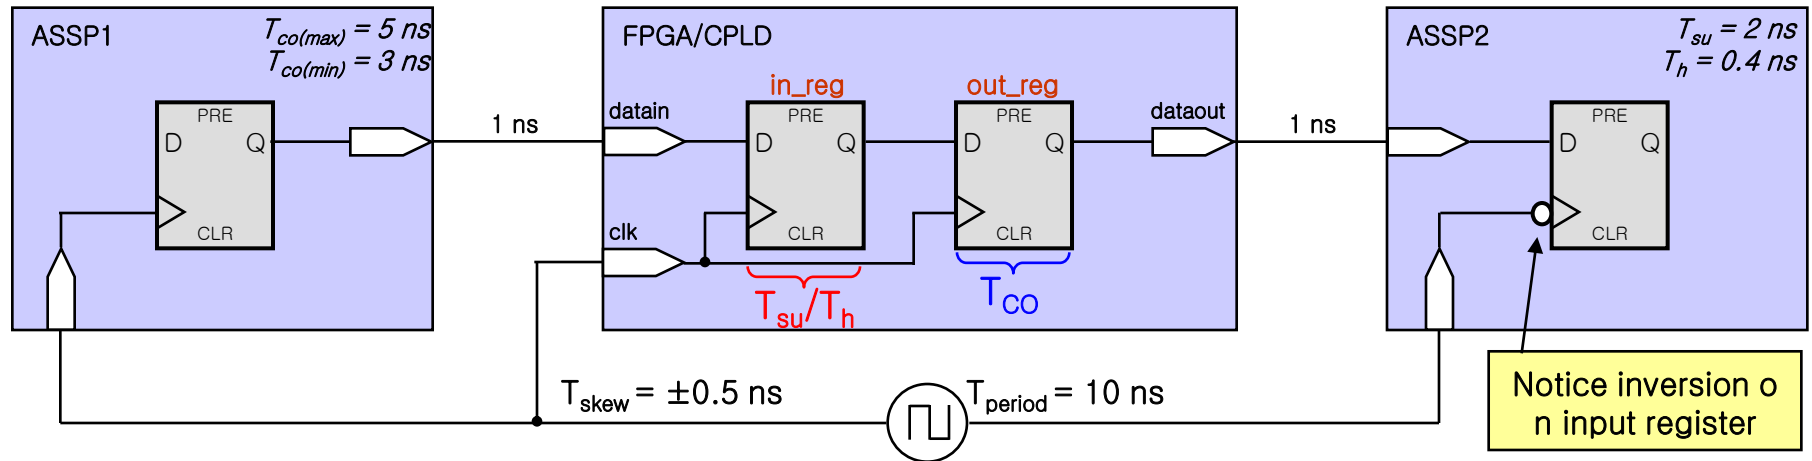 ASSP1
Tco(max) = 5 ns
Tco(min) = 3 ns
PRE
D Q
CLR
1 ns
FPGA/CPLD
in_reg
out_reg
datain
dataout
PRE
D Q
CLR
PRE
D Q
CLR
clk
Tsu/Th
TCO
1 ns
ASSP2
Tsu = 2 ns
Th = 0.4 ns
PRE
D Q
CLR
Tskew = ±0.5 ns
Tperiod = 10 ns
Notice inversion o
n input register